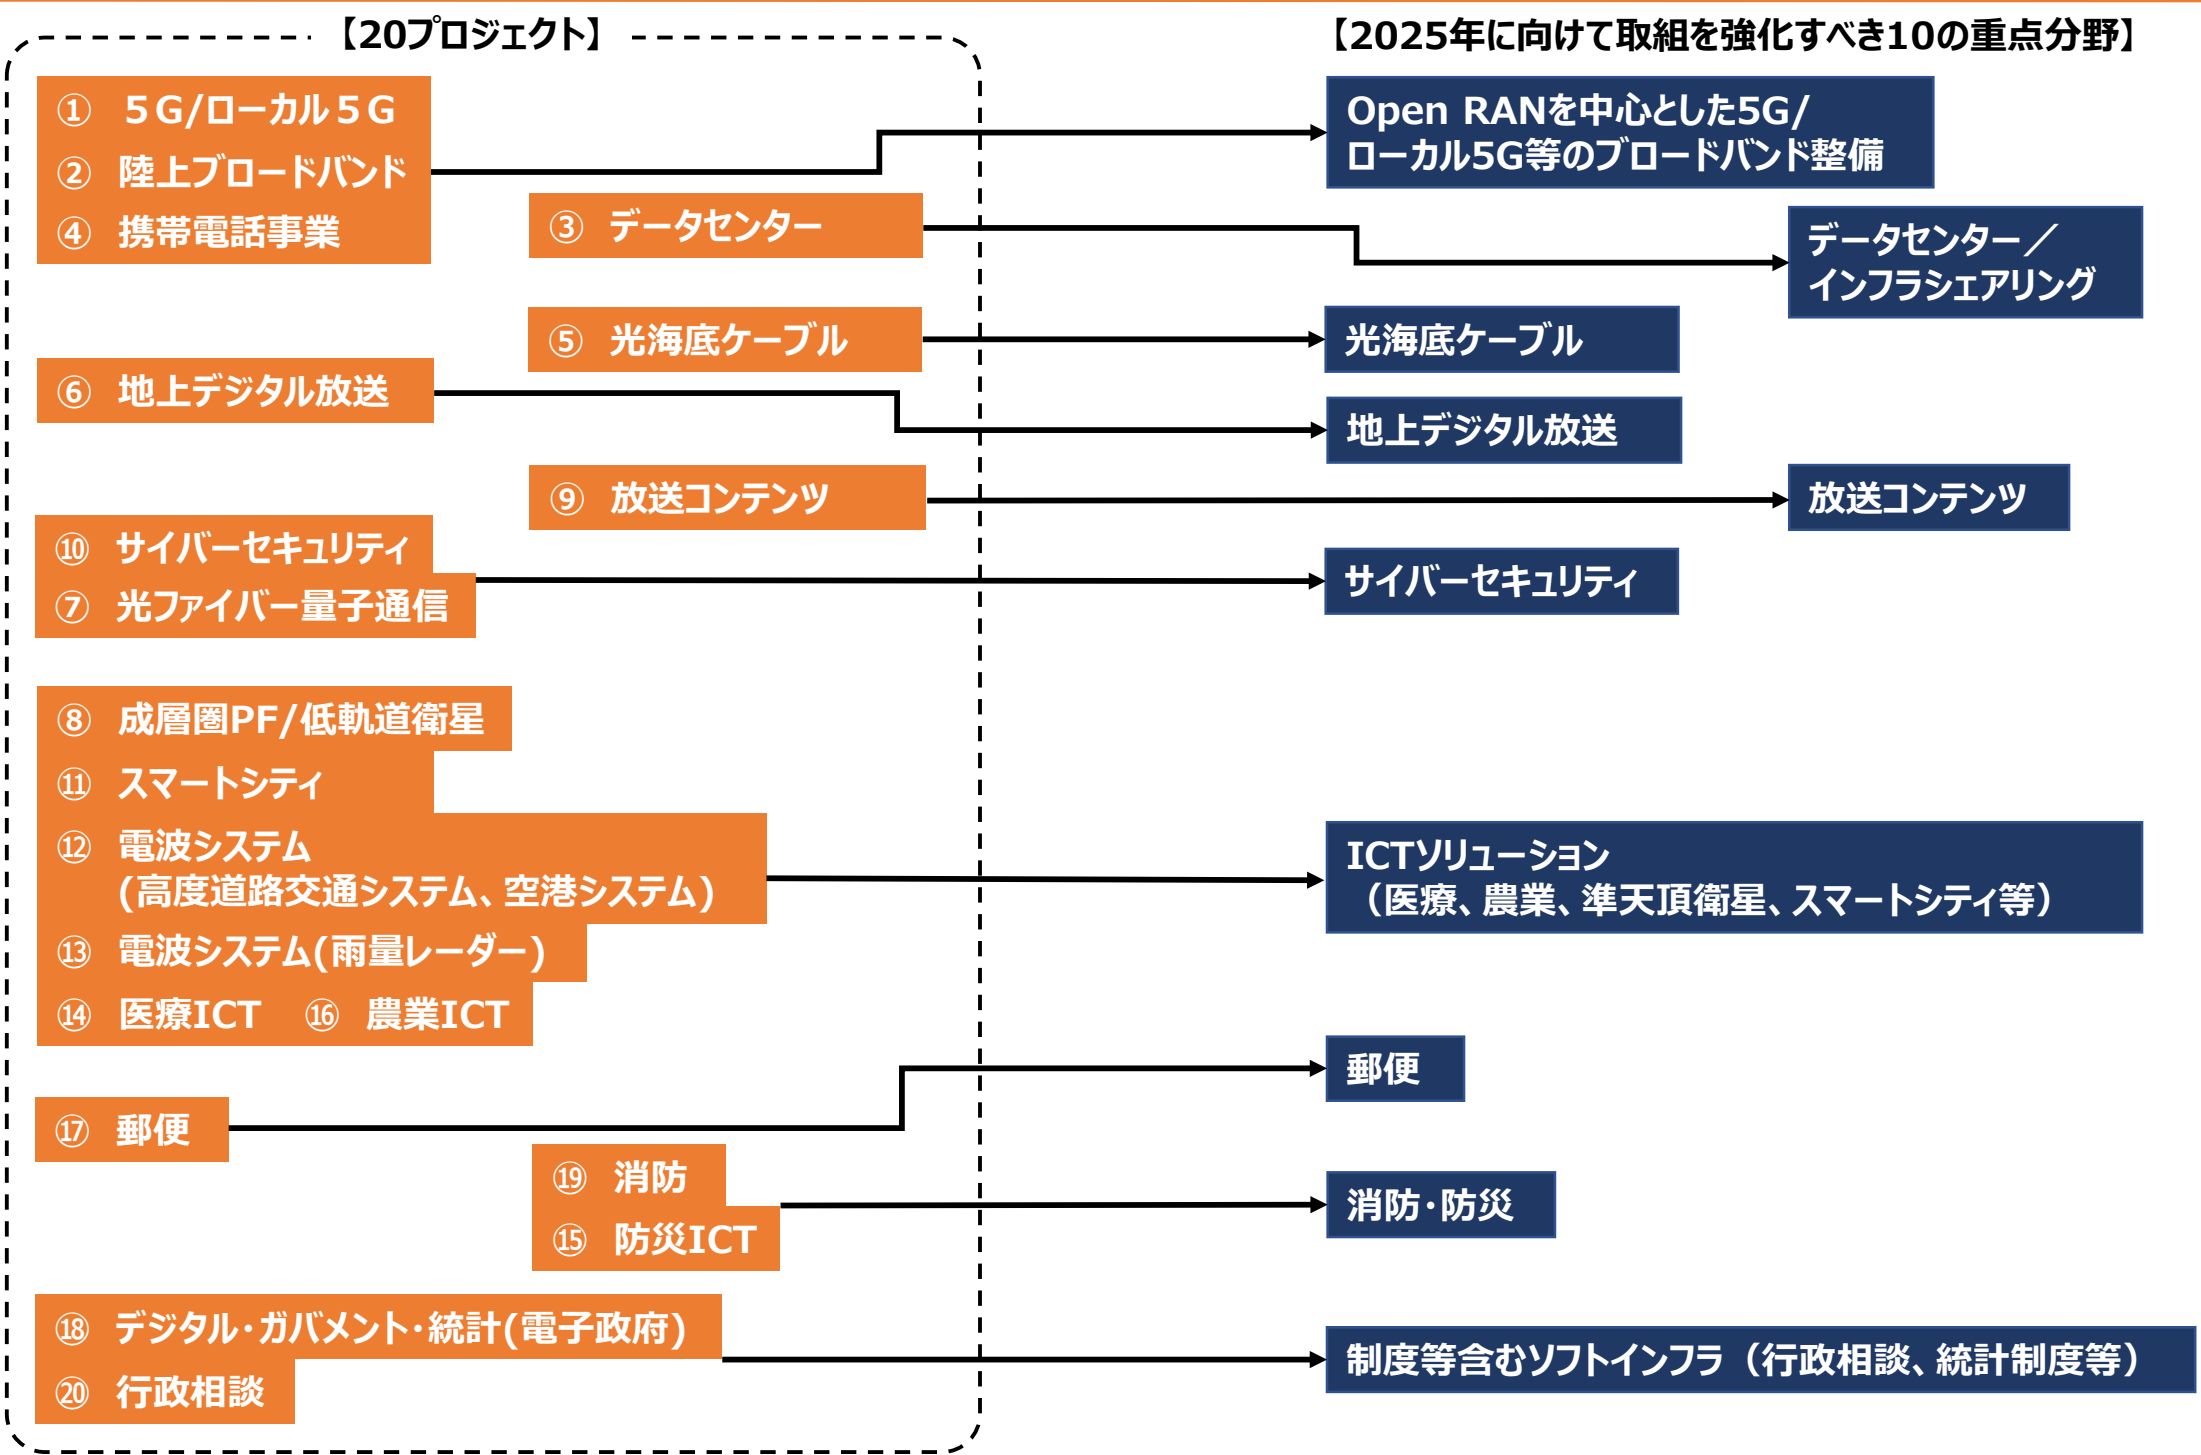 【20プロジェクト】
【2025年に向けて取組を強化すべき10の重点分野】
① ５G/ローカル５G
② 陸上ブロードバンド
④ 携帯電話事業
③ データセンター
⑤ 光海底ケーブル
⑥ 地上デジタル放送
⑨ 放送コンテンツ
⑩ サイバーセキュリティ
⑦ 光ファイバー量子通信
⑧ 成層圏PF/低軌道衛星
⑪ スマートシティ
⑫ 電波システム
(高度道路交通システム、空港システム)
⑬ 電波システム(雨量レーダー)
⑭ 医療ICT ⑯ 農業ICT
⑰ 郵便
⑲ 消防
⑮ 防災ICT
⑱ デジタル・ガバメント・統計(電子政府)
⑳ 行政相談
Open RANを中心とした5G/
ローカル5G等のブロードバンド整備
データセンター／
インフラシェアリング
光海底ケーブル
地上デジタル放送
放送コンテンツ
サイバーセキュリティ
ICTソリューション
（医療、農業、準天頂衛星、スマートシティ等）
郵便
消防・防災
制度等含むソフトインフラ（行政相談、統計制度等）